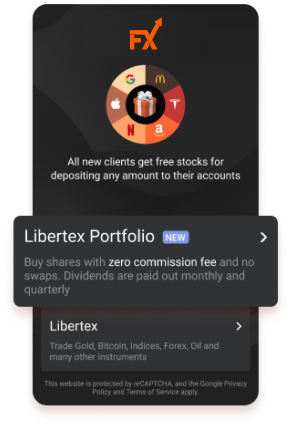 FX
All new clients get free stocks for
depositing any amount to their accounts
Libertex Portfolio NEW
Buy shares with zero commission fee and no
swaps. Dividends are paid out monthly and
quarterly
Libertex
Trade Gold, Bitcoin, Indices, Forex, Oil and
many other instruments
This website is protected by reCAPTCHA, and the Google Privacy
Policy and Terms of Service apply.